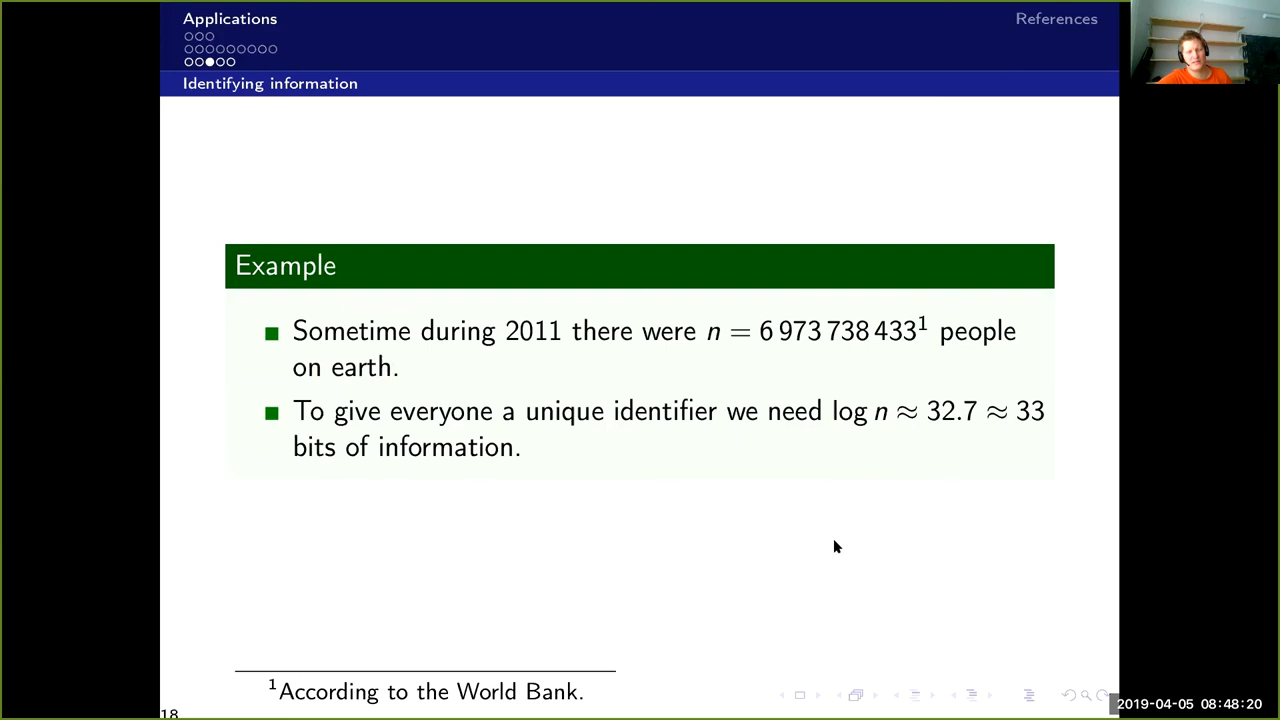 Applications
References
Identifying information
Example
Sometime during 2011 there were n = 6 973 738 433¹ people
on earth.
To give everyone a unique identifier we need log n ≈ 32.7 ≈ 33
bits of information.
¹According to the World Bank.
18
2019-04-05 08:48:20